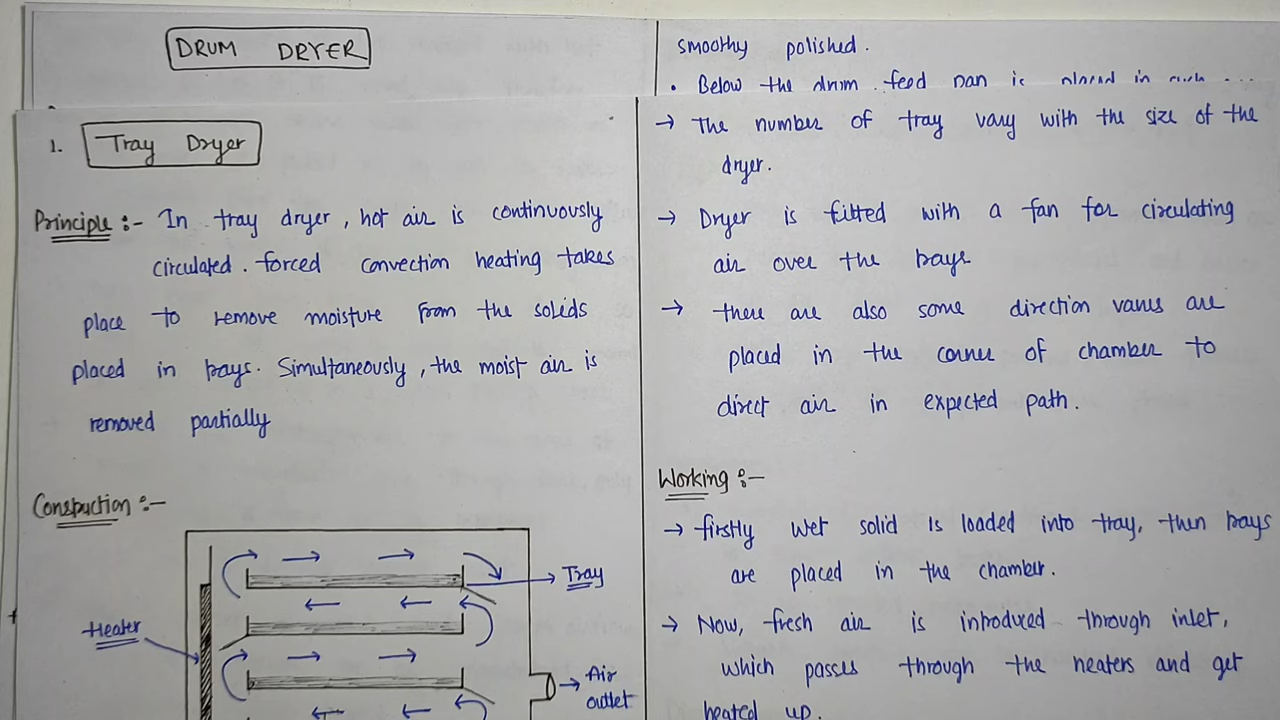 DRUM DRYER
smoothy polished.
• Below the drum feed pan is placed in
1. Tray Dryer
Principle :- In tray dryer, hot air is continuously
circulated. forced convection heating takes
place to remove moisture from the solids
placed in trays. Simultaneously, the moist air is
removed partially
Construction :-
Tray
Heater
Air
outlet
→ The number of tray vary with the size of the
dryer.
→ Dryer is fitted with a fan for circulating
air over the trays
→ there are also some direction vanes are
placed in the corner of chamber to
direct air in expected path.
Working :-
→ firstly wet solid is loaded into tray, then trays
are placed in the chamber.
→ Now, fresh air is introduced through inlet,
which passes through the heaters and get
heated up.